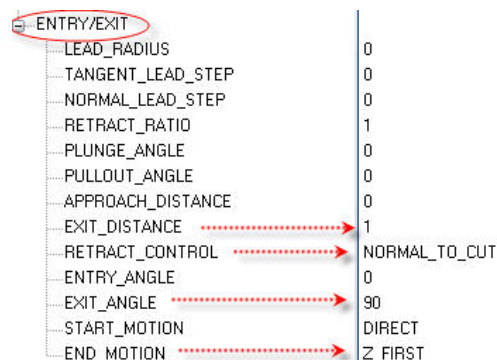 ENTRY/EXIT
LEAD_RADIUS 0
TANGENT_LEAD_STEP 0
NORMAL_LEAD_STEP 0
RETRACT_RATIO 1
PLUNGE_ANGLE 0
PULLOUT_ANGLE 0
APPROACH_DISTANCE 0
EXIT_DISTANCE 1
RETRACT_CONTROL NORMAL_TO_CUT
ENTRY_ANGLE 0
EXIT_ANGLE 90
START_MOTION DIRECT
END_MOTION Z_FIRST